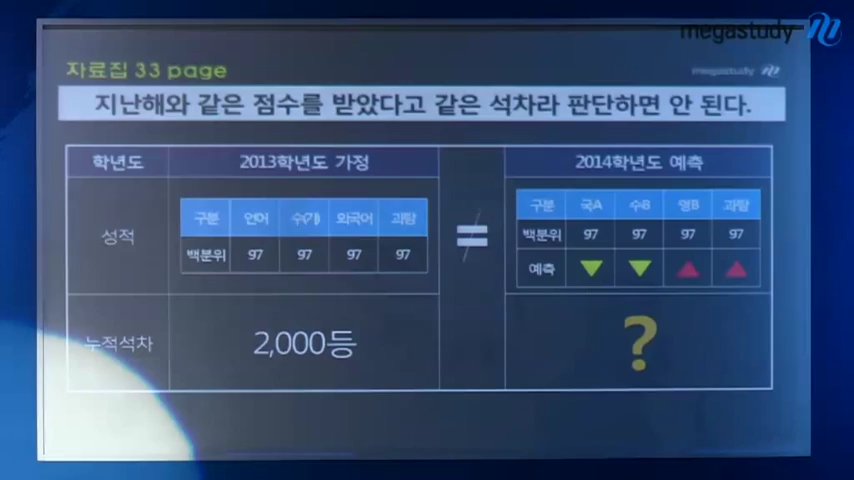 megastudy
자료집 33 page
megastudy
지난해와 같은 점수를 받았다고 같은 석차라 판단하면 안 된다.
학년도 2013학년도 가정 2014학년도 예측
성적
구분 언어 수(가) 외국어 과탐
백분위 97 97 97 97
≠
구분 국A 수B 영B 과탐
백분위 97 97 97 97
예측 ▼ ▼ ▲ ▲
누적석차 2,000등 ?